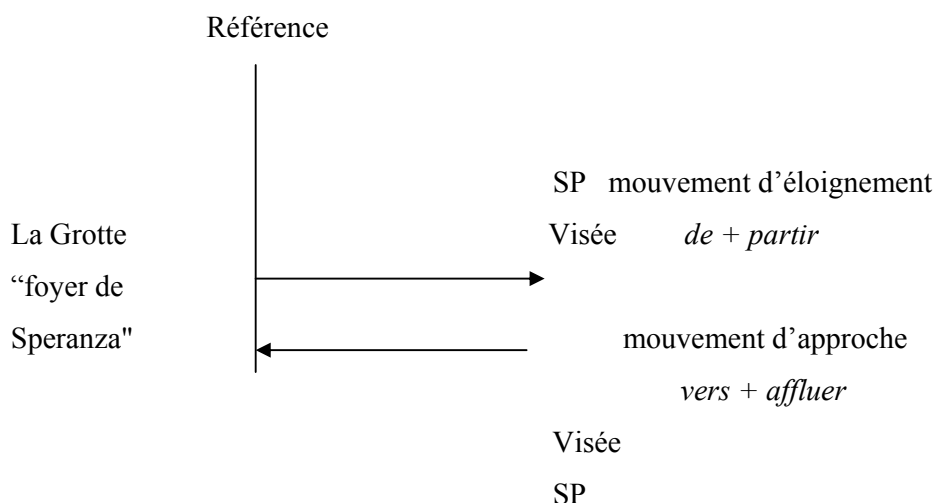 Référence
SP mouvement d’éloignement
La Grotte Visée de + partir
“foyer de
Speranza" mouvement d’approche
vers + affluer
Visée
SP